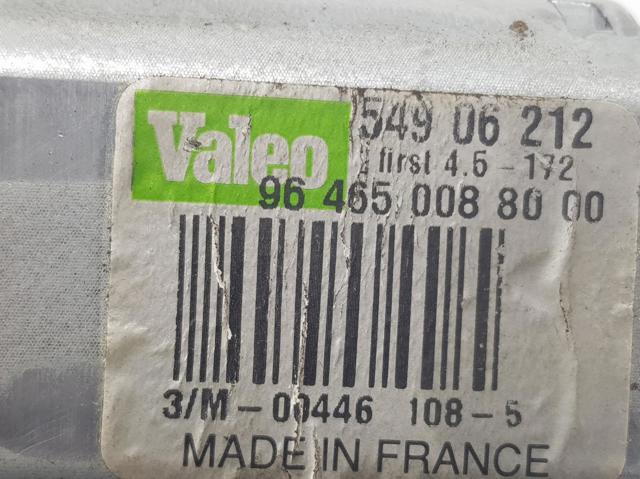 Valeo
549 06 212
first 4.5 - 172
96 465 008 80 00
3/M - 00446 108 - 5
MADE IN FRANCE